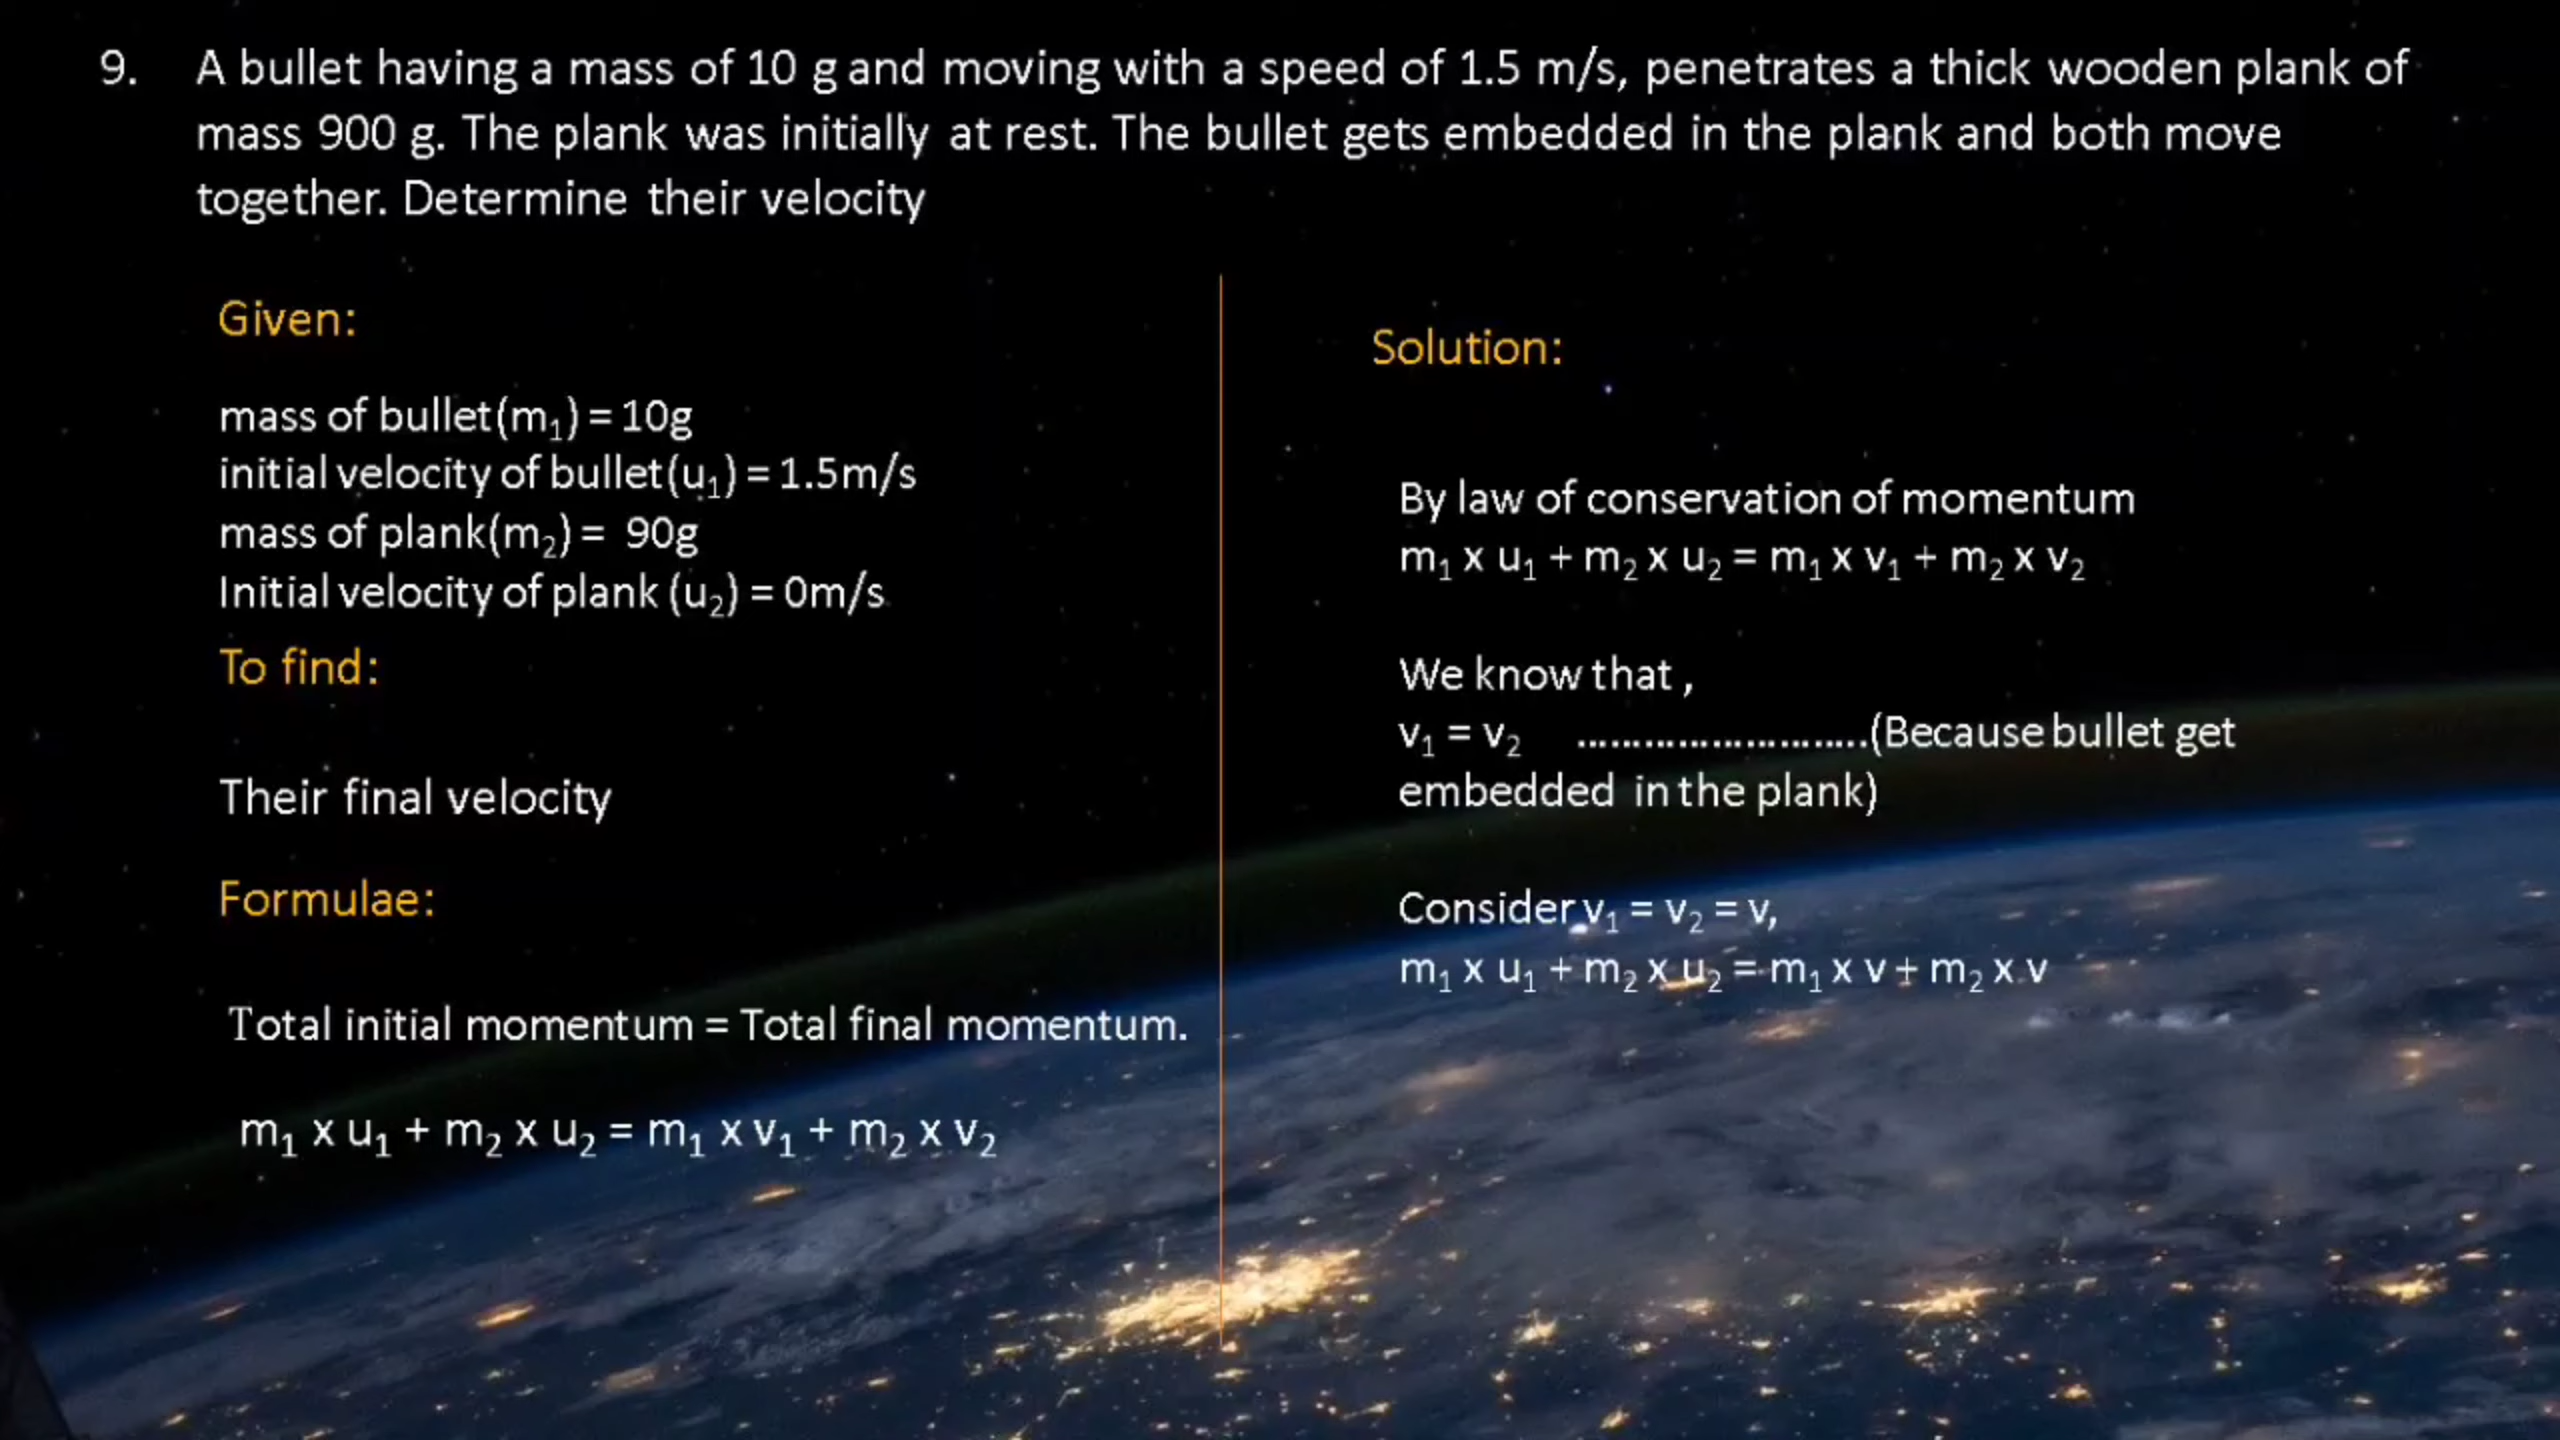 9. A bullet having a mass of 10 g and moving with a speed of 1.5 m/s, penetrates a thick wooden plank of
mass 900 g. The plank was initially at rest. The bullet gets embedded in the plank and both move
together. Determine their velocity
Given:
mass of bullet(m₁) = 10g
initial velocity of bullet(u₁) = 1.5m/s
mass of plank(m₂) = 90g
Initial velocity of plank (u₂) = 0m/s
To find:
Their final velocity
Formulae:
Total initial momentum = Total final momentum.
m₁ x u₁ + m₂ x u₂ = m₁ x v₁ + m₂ x v₂
Solution:
By law of conservation of momentum
m₁ x u₁ + m₂ x u₂ = m₁ x v₁ + m₂ x v₂
We know that ,
v₁ = v₂ ..........................(Because bullet get
embedded in the plank)
Consider v₁ = v₂ = v,
m₁ x u₁ + m₂ x u₂ = m₁ x v + m₂ x v